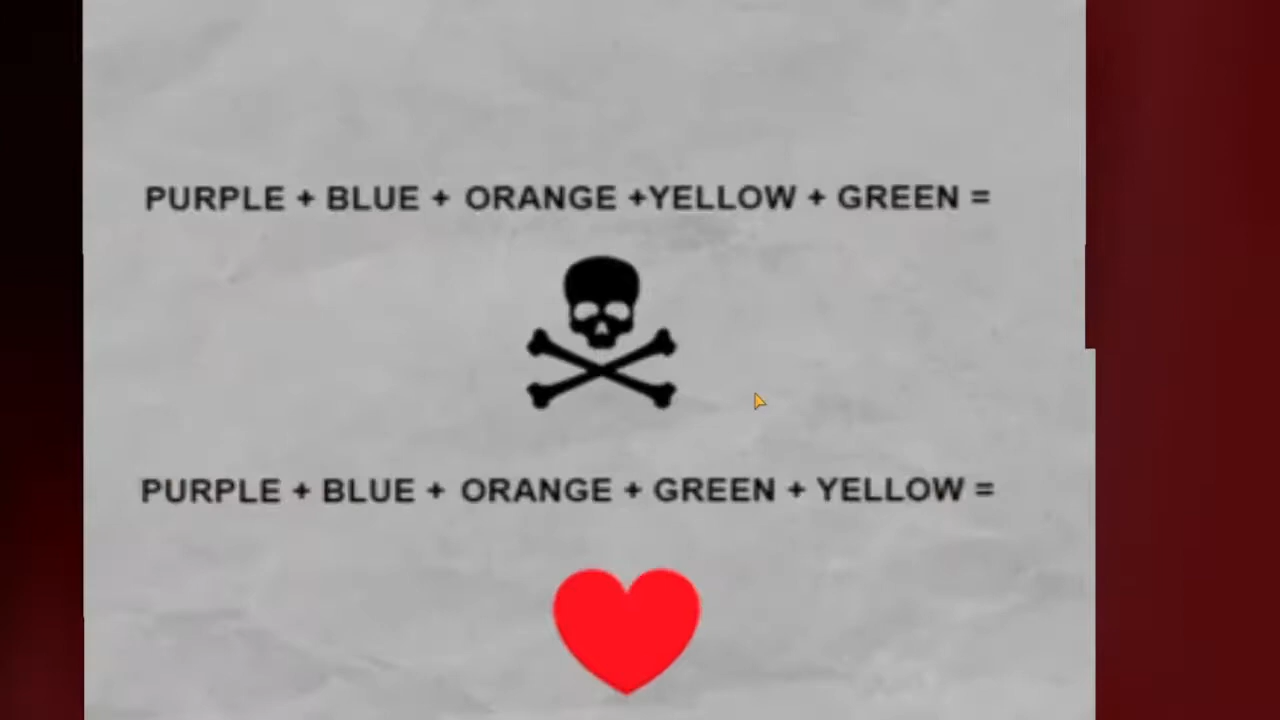 PURPLE + BLUE + ORANGE +YELLOW + GREEN =
PURPLE + BLUE + ORANGE + GREEN + YELLOW =